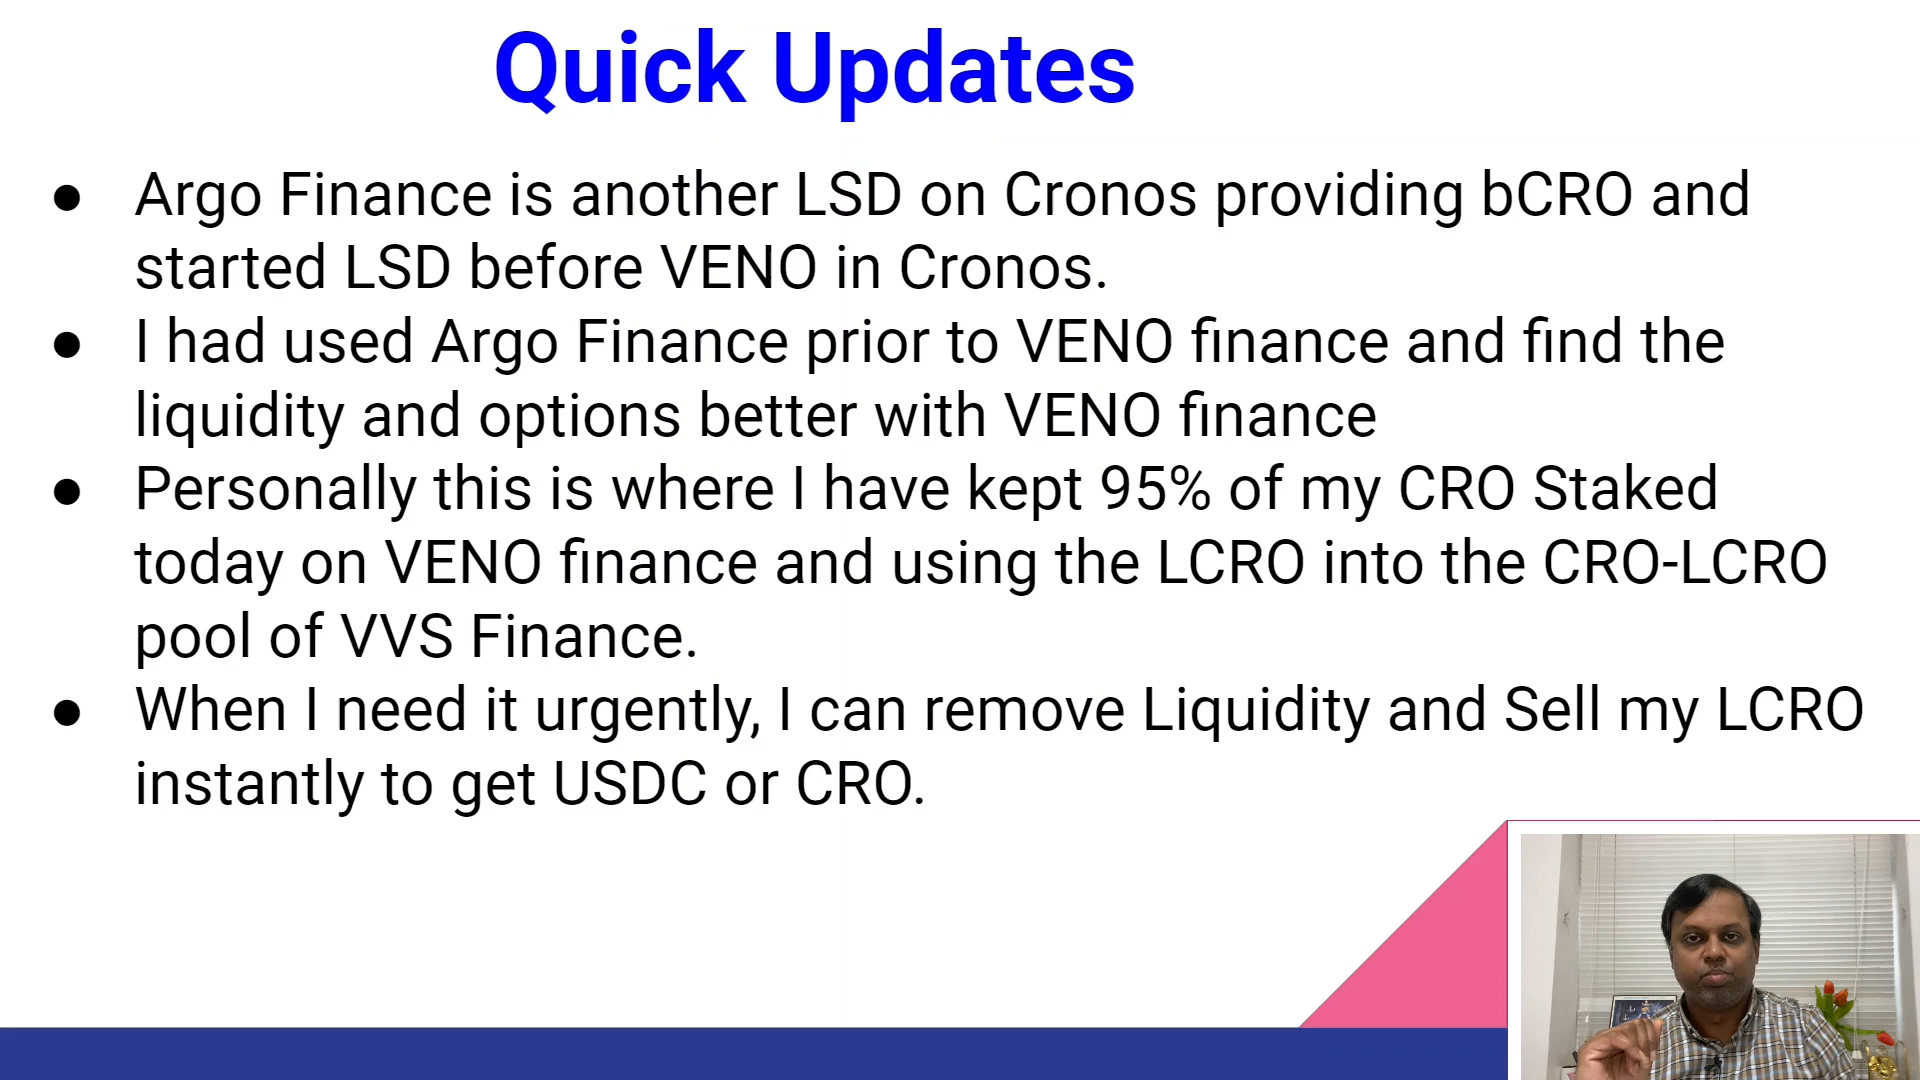 Quick Updates
● Argo Finance is another LSD on Cronos providing bCRO and
started LSD before VENO in Cronos.
● I had used Argo Finance prior to VENO finance and find the
liquidity and options better with VENO finance
● Personally this is where I have kept 95% of my CRO Staked
today on VENO finance and using the LCRO into the CRO-LCRO
pool of VVS Finance.
● When I need it urgently, I can remove Liquidity and Sell my LCRO
instantly to get USDC or CRO.